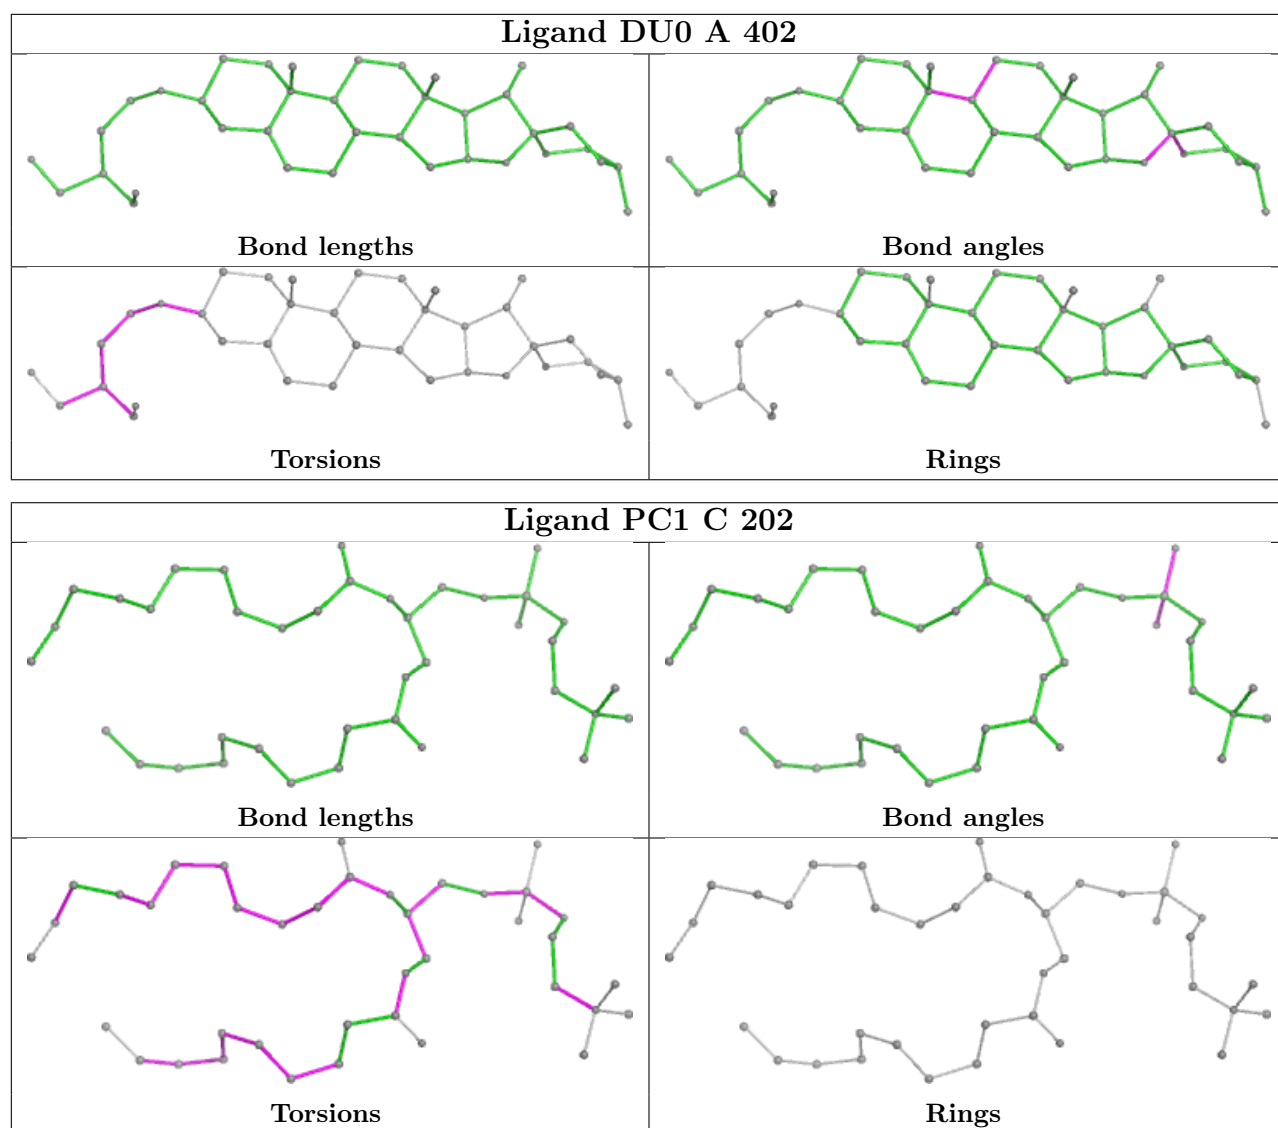 Ligand DU0 A 402
Bond lengths
Bond angles
Torsions
Rings
Ligand PC1 C 202
Bond lengths
Bond angles
Torsions
Rings